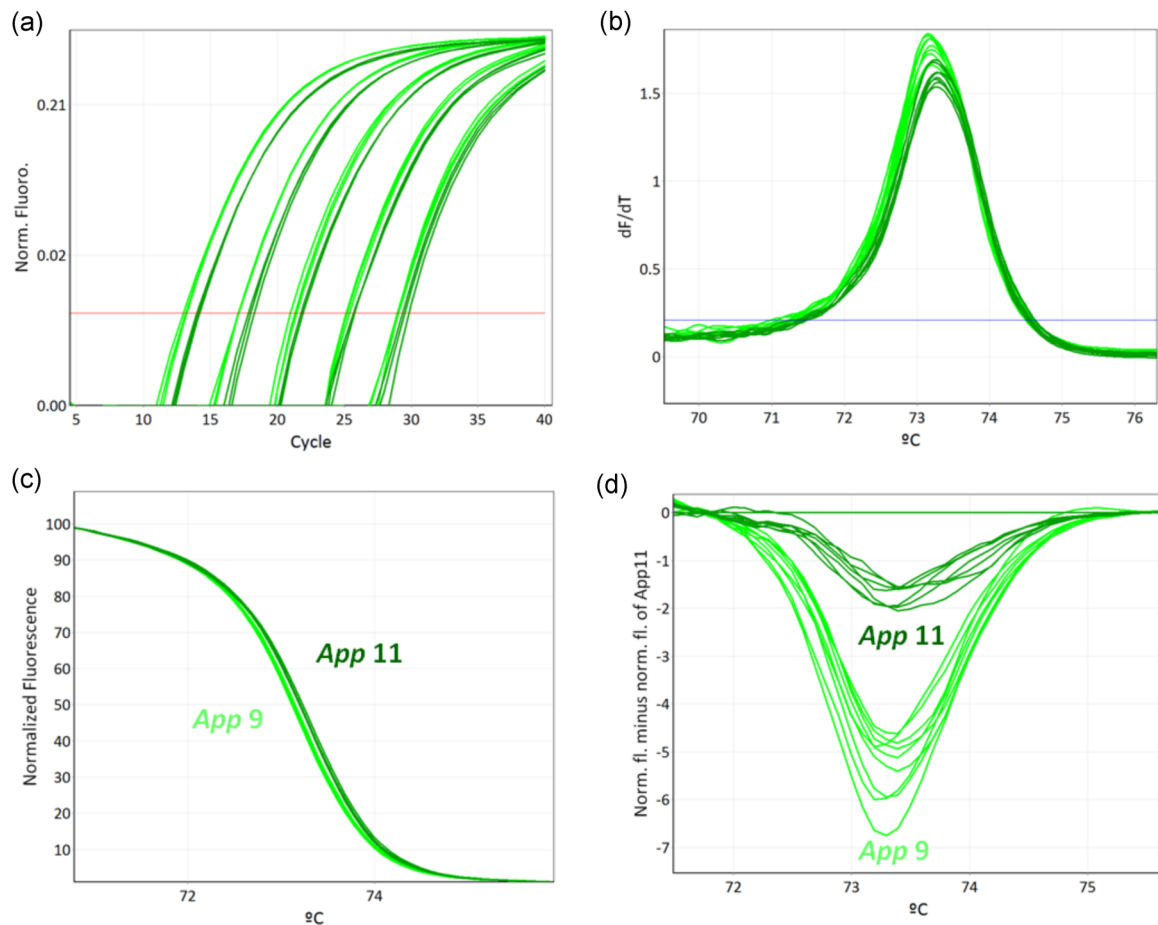 (a)
Norm. Fluoro.
0.21
0.02
0.00
5 10 15 20 25 30 35 40
Cycle
(b)
dF/dT
1.5
1
0.5
0
70 71 72 73 74 75 76
ºC
(c)
Normalized Fluorescence
100
90
80
70
60
50
40
30
20
10
App 11
App 9
72 74
ºC
(d)
Norm. fl. minus norm. fl. of App11
0
-1
-2
-3
-4
-5
-6
-7
App 11
App 9
72 73 74 75
ºC